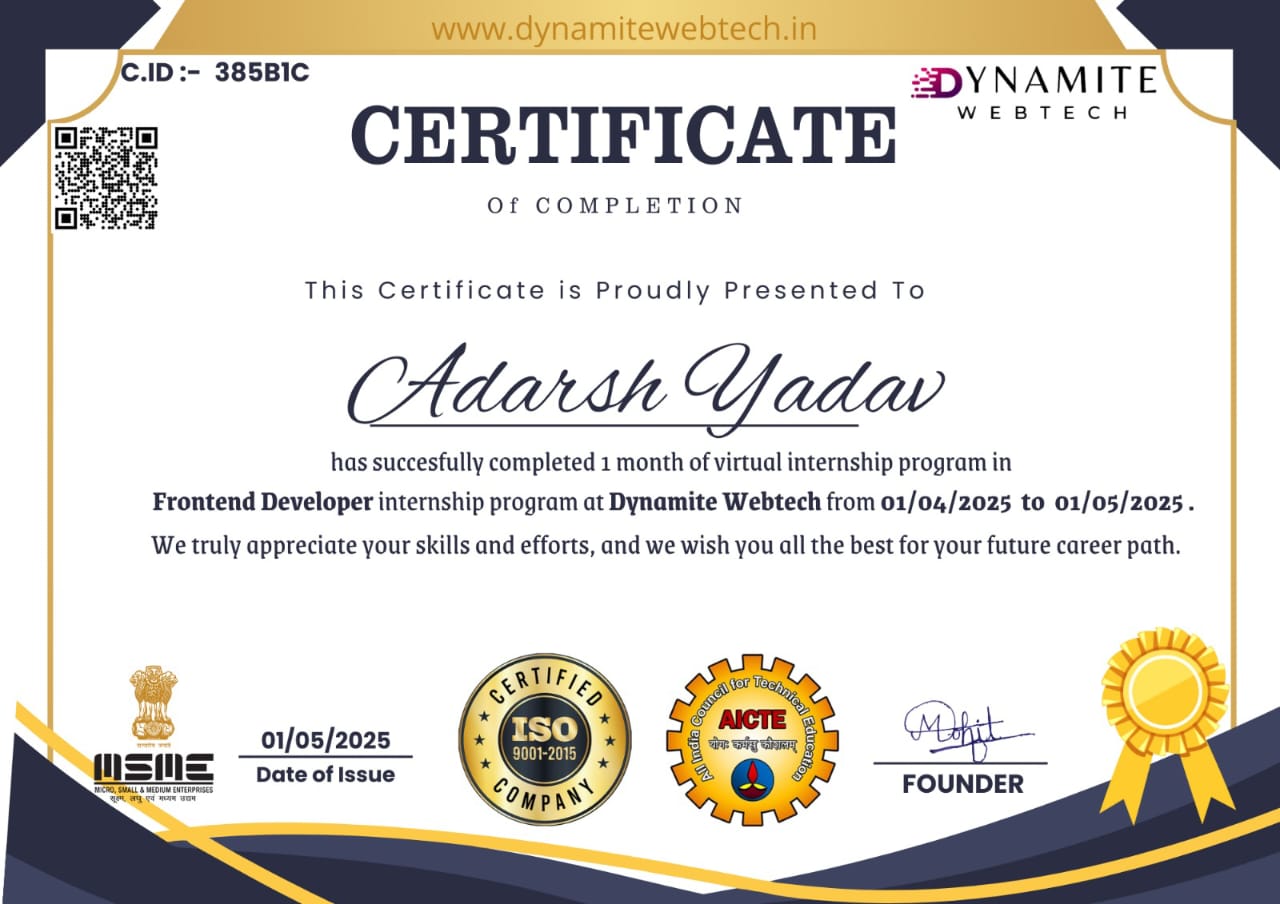 www.dynamitewebtech.in
C.ID :- 385B1C
DYNAMITE
WEBTECH
CERTIFICATE
Of COMPLETION
This Certificate is Proudly Presented To
Adarsh Yadav
has succesfully completed 1 month of virtual internship program in
Frontend Developer internship program at Dynamite Webtech from 01/04/2025 to 01/05/2025 .
We truly appreciate your skills and efforts, and we wish you all the best for your future career path.
सत्यमेव जयते
MSME
MICRO, SMALL & MEDIUM ENTERPRISES
सूक्ष्म, लघु एवं मध्यम उद्यम
01/05/2025
Date of Issue
CERTIFIED
ISO
9001-2015
COMPANY
All India Council for Technical Education
AICTE
योगः कर्मसु कौशलम्
Mohit
FOUNDER